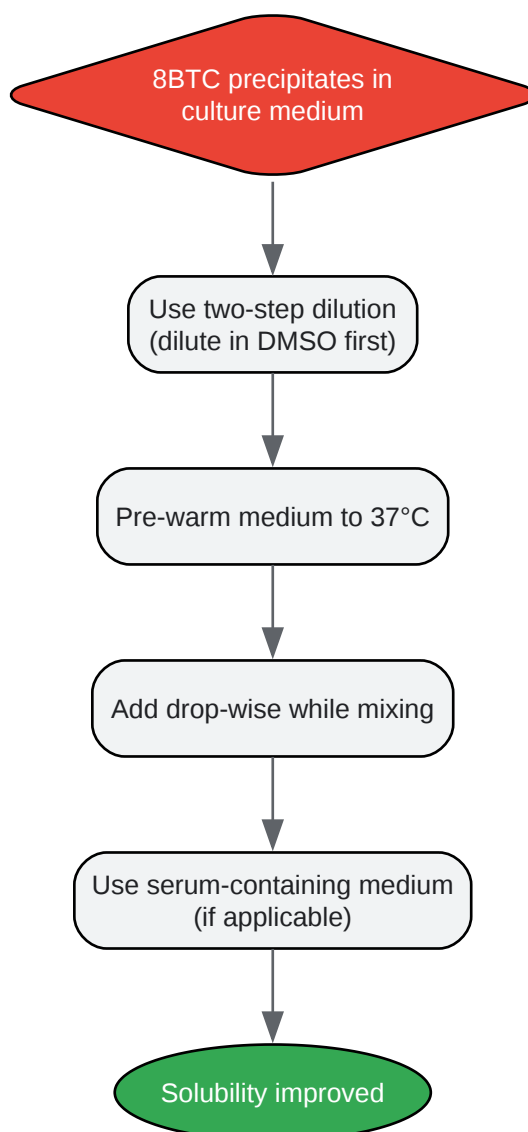 8BTC precipitates in
culture medium
Use two-step dilution
(dilute in DMSO first)
Pre-warm medium to 37°C
Add drop-wise while mixing
Use serum-containing medium
(if applicable)
Solubility improved